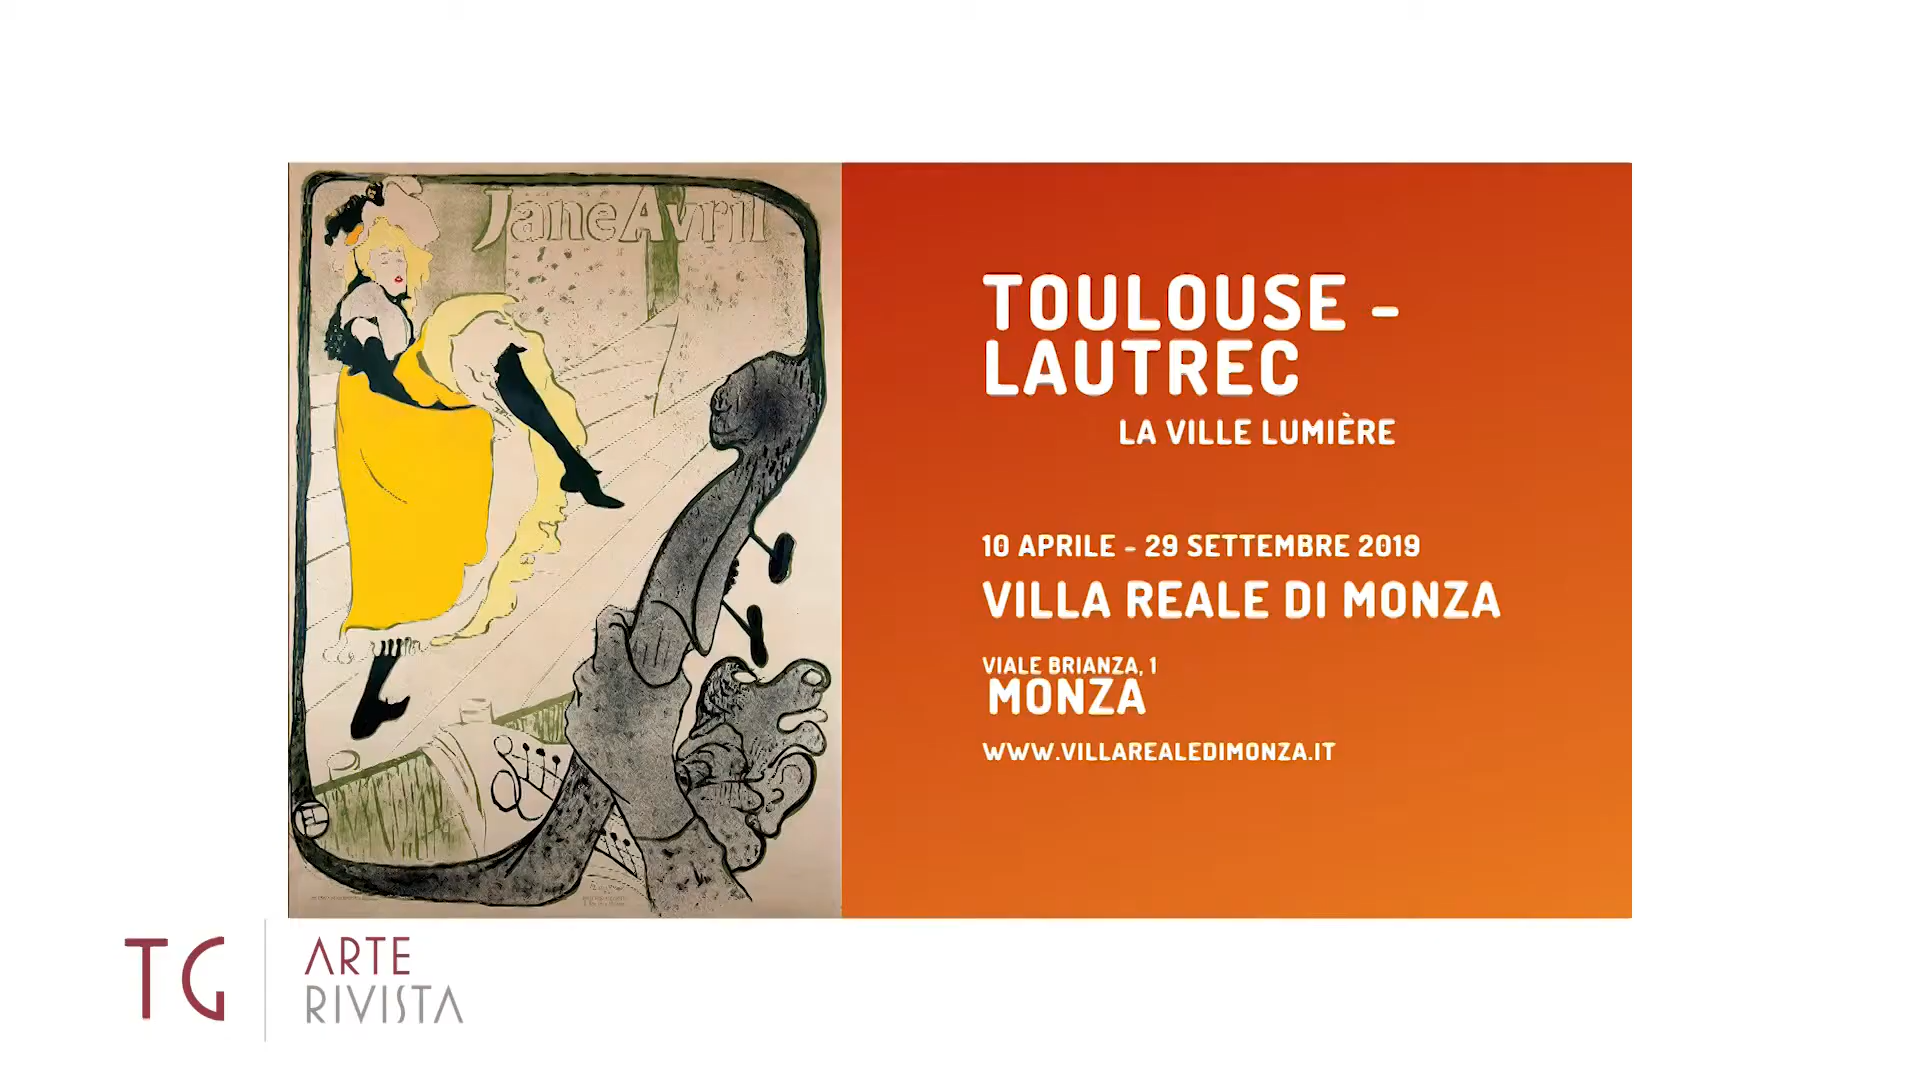 Jane Avril
TOULOUSE -
LAUTREC
LA VILLE LUMIÈRE
10 APRILE - 29 SETTEMBRE 2019
VILLA REALE DI MONZA
VIALE BRIANZA, 1
MONZA
WWW.VILLAREALEDIMONZA.IT
TG
ARTE
RIVISTA